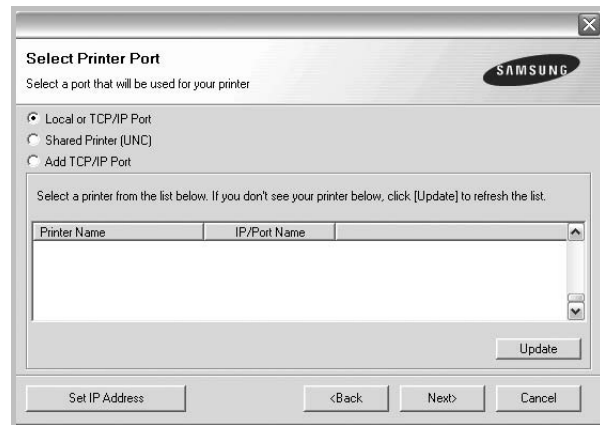 Select Printer Port
Select a port that will be used for your printer
SAMSUNG
Local or TCP/IP Port
Shared Printer (UNC)
Add TCP/IP Port
Select a printer from the list below. If you don't see your printer below, click [Update] to refresh the list.
Printer Name IP/Port Name
Update
Set IP Address <Back Next> Cancel